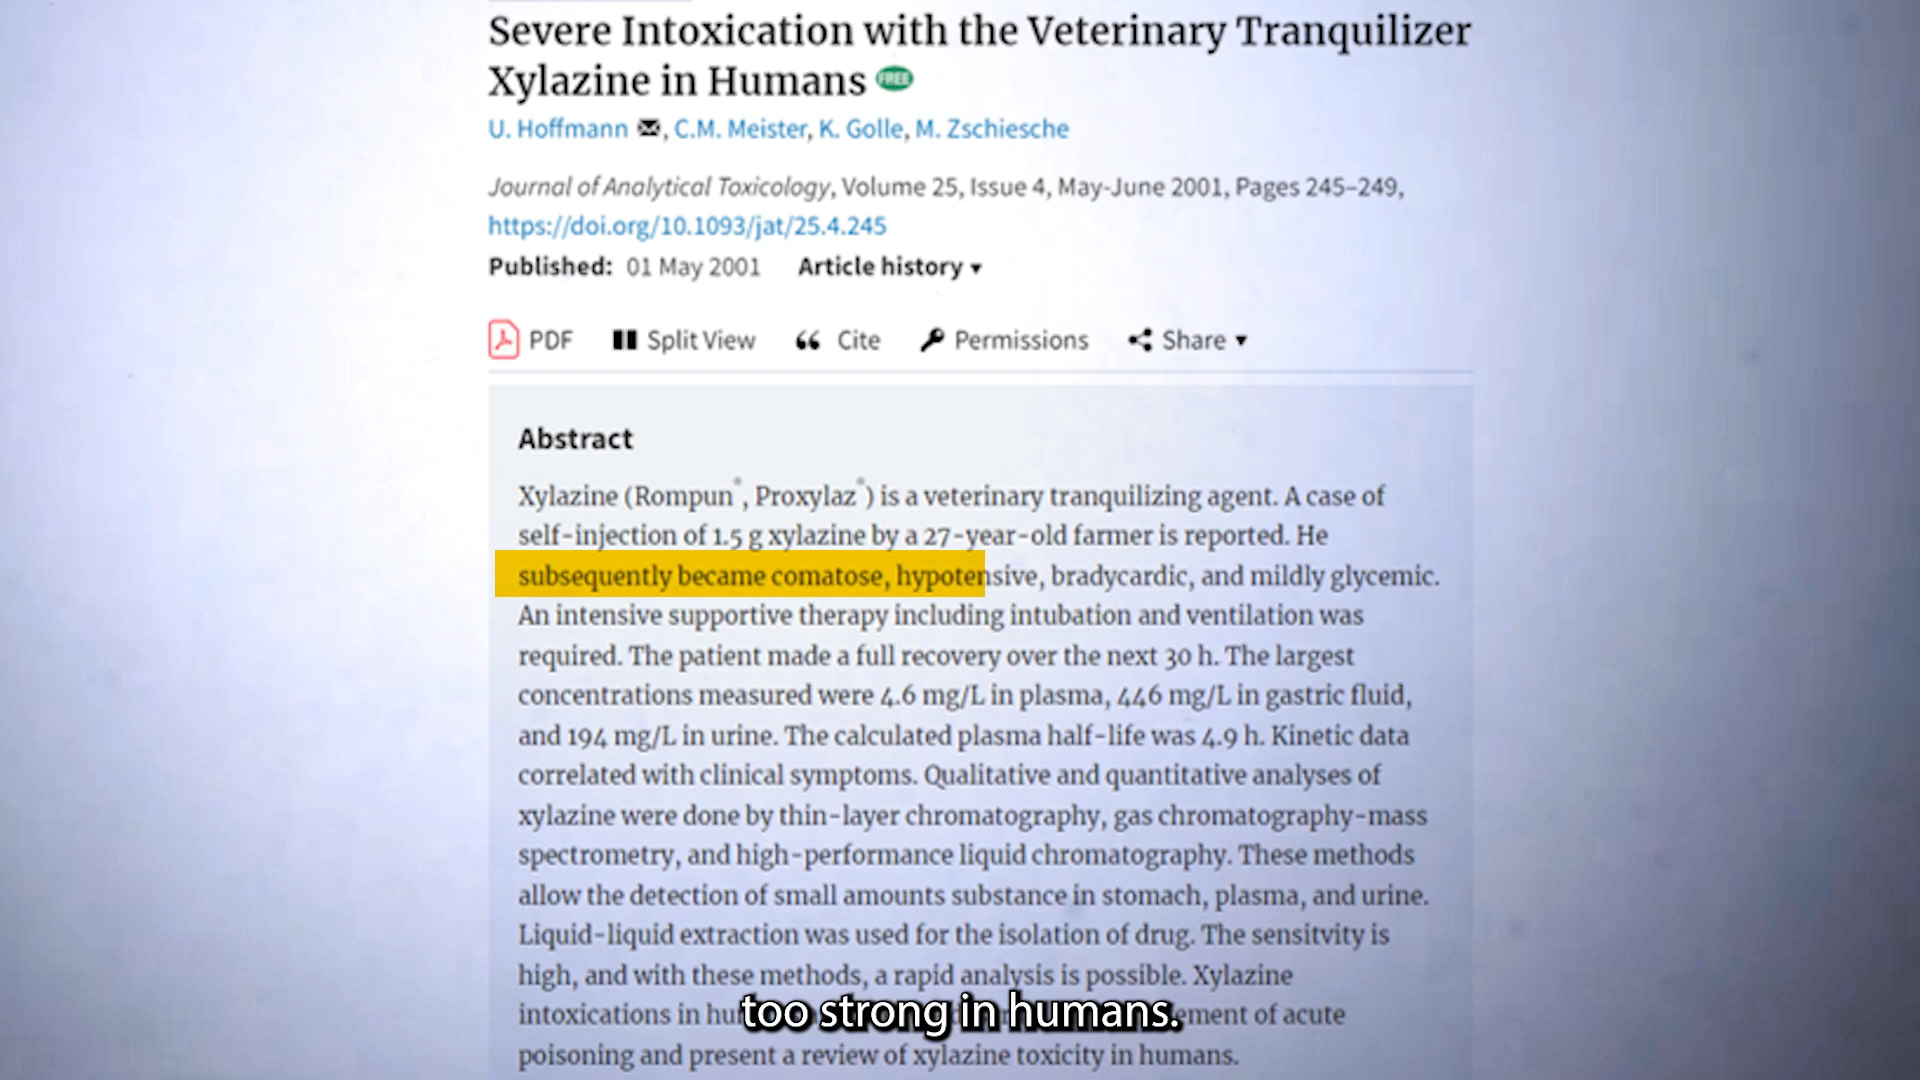 Severe Intoxication with the Veterinary Tranquilizer
Xylazine in Humans FREE
U. Hoffmann, C.M. Meister, K. Golle, M. Zschiesche
Journal of Analytical Toxicology, Volume 25, Issue 4, May-June 2001, Pages 245–249,
https://doi.org/10.1093/jat/25.4.245
Published: 01 May 2001 Article history
PDF Split View Cite Permissions Share
Abstract
Xylazine (Rompun®, Proxylaz®) is a veterinary tranquilizing agent. A case of
self-injection of 1.5 g xylazine by a 27-year-old farmer is reported. He
subsequently became comatose, hypotensive, bradycardic, and mildly glycemic.
An intensive supportive therapy including intubation and ventilation was
required. The patient made a full recovery over the next 30 h. The largest
concentrations measured were 4.6 mg/L in plasma, 446 mg/L in gastric fluid,
and 194 mg/L in urine. The calculated plasma half-life was 4.9 h. Kinetic data
correlated with clinical symptoms. Qualitative and quantitative analyses of
xylazine were done by thin-layer chromatography, gas chromatography-mass
spectrometry, and high-performance liquid chromatography. These methods
allow the detection of small amounts substance in stomach, plasma, and urine.
Liquid-liquid extraction was used for the isolation of drug. The sensitvity is
high, and with these methods, a rapid analysis is possible. Xylazine
intoxications in of acute
too strong in humans.
poisoning and present a review of xylazine toxicity in humans.